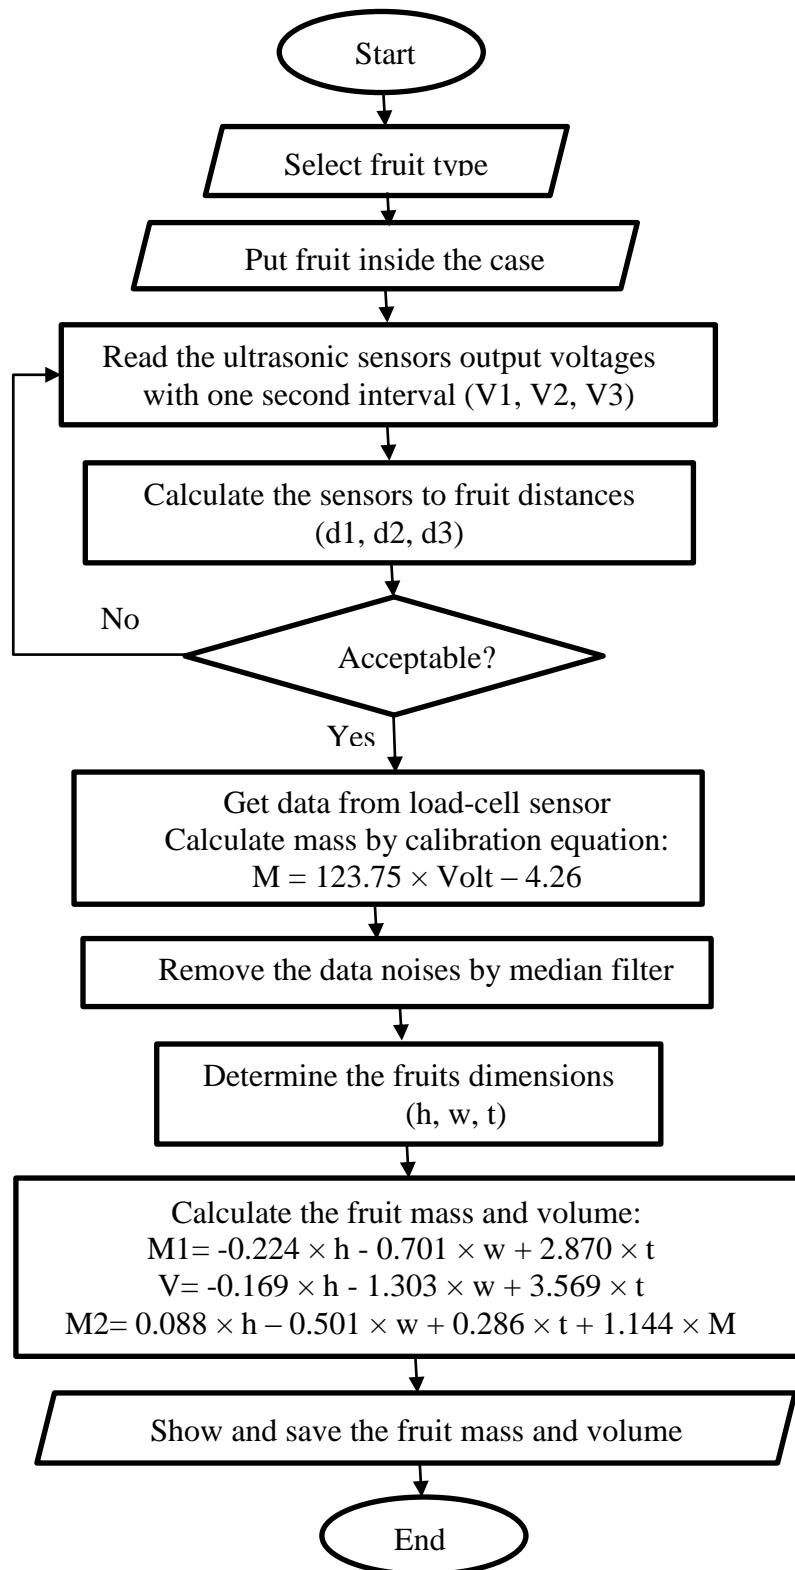 Start
Select fruit type
Put fruit inside the case
Read the ultrasonic sensors output voltages
with one second interval (V1, V2, V3)
Calculate the sensors to fruit distances
(d1, d2, d3)
No
Acceptable?
Yes
Get data from load-cell sensor
Calculate mass by calibration equation:
M = 123.75 × Volt – 4.26
Remove the data noises by median filter
Determine the fruits dimensions
(h, w, t)
Calculate the fruit mass and volume:
M1= -0.224 × h - 0.701 × w + 2.870 × t
V= -0.169 × h - 1.303 × w + 3.569 × t
M2= 0.088 × h – 0.501 × w + 0.286 × t + 1.144 × M
Show and save the fruit mass and volume
End